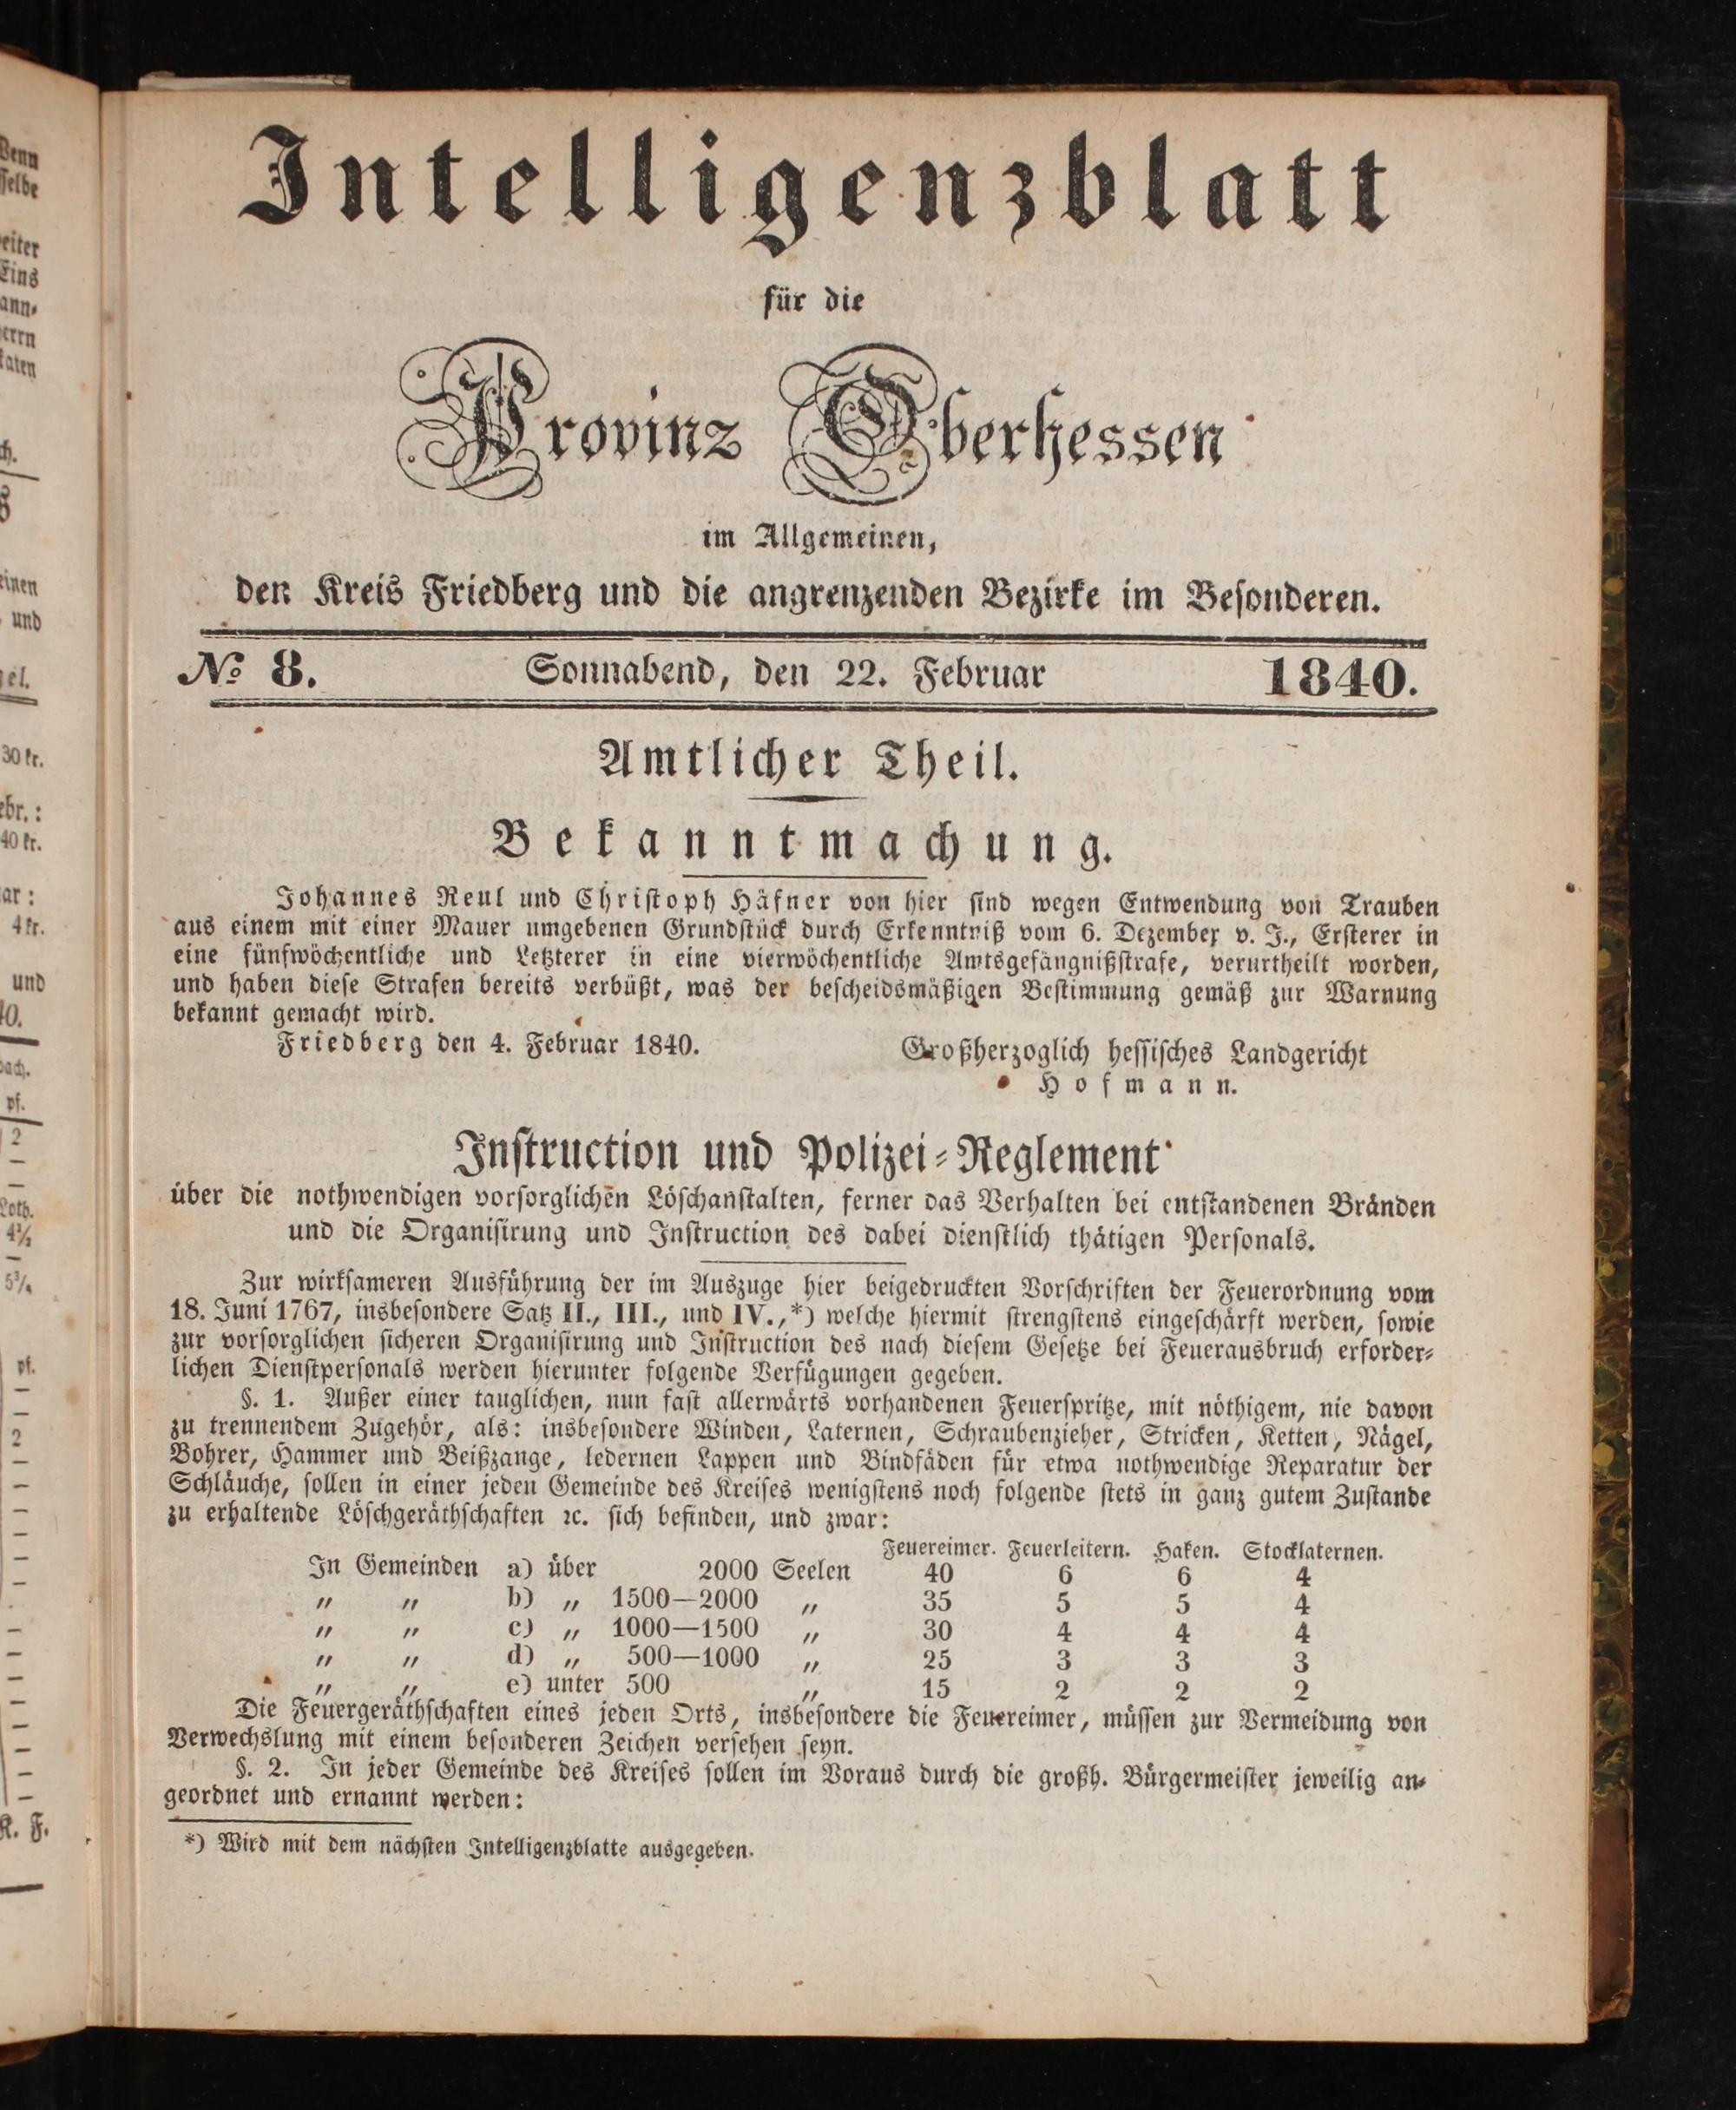 Intelligenzblatt
für die
Provinz Oberhessen
im Allgemeinen,
den Kreis Friedberg und die angrenzenden Bezirke im Besonderen.
№ 8. Sonnabend, den 22. Februar 1840.
Amtlicher Theil.
Bekanntmachung.
Johannes Reul und Christoph Häfner von hier sind wegen Entwendung von Trauben
aus einem mit einer Mauer umgebenen Grundstück durch Erkenntniß vom 6. Dezember v. J., Ersterer in
eine fünfwöchentliche und Letzterer in eine vierwöchentliche Amtsgefängnißstrafe, verurtheilt worden,
und haben diese Strafen bereits verbüßt, was der bescheidsmäßigen Bestimmung gemäß zur Warnung
bekannt gemacht wird.
Friedberg den 4. Februar 1840. Großherzoglich hessisches Landgericht
Hofmann.
Instruction und Polizei-Reglement
über die nothwendigen vorsorglichen Löschanstalten, ferner das Verhalten bei entstandenen Bränden
und die Organisirung und Instruction des dabei dienstlich thätigen Personals.
Zur wirksameren Ausführung der im Auszuge hier beigedruckten Vorschriften der Feuerordnung vom
18. Juni 1767, insbesondere Satz II., III., und IV.,*) welche hiermit strengstens eingeschärft werden, sowie
zur vorsorglichen sicheren Organisirung und Instruction des nach diesem Gesetze bei Feuerausbruch erforder-
lichen Dienstpersonals werden hierunter folgende Verfügungen gegeben.
§. 1. Außer einer tauglichen, nun fast allerwärts vorhandenen Feuerspritze, mit nöthigem, nie davon
zu trennendem Zugehör, als: insbesondere Winden, Laternen, Schraubenzieher, Stricken, Ketten, Nägel,
Bohrer, Hammer und Beißzange, ledernen Lappen und Bindfäden für etwa nothwendige Reparatur der
Schläuche, sollen in einer jeden Gemeinde des Kreises wenigstens noch folgende stets in ganz gutem Zustande
zu erhaltende Löschgeräthschaften ꝛc. sich befinden, und zwar:
Feuereimer. Feuerleitern. Haken. Stocklaternen.
In Gemeinden a) über 2000 Seelen 40 6 6 4
„ „ b) „ 1500—2000 „ 35 5 5 4
„ „ c) „ 1000—1500 „ 30 4 4 4
„ „ d) „ 500—1000 „ 25 3 3 3
„ „ e) unter 500 „ 15 2 2 2
Die Feuergeräthschaften eines jeden Orts, insbesondere die Feuereimer, müssen zur Vermeidung von
Verwechslung mit einem besonderen Zeichen versehen seyn.
§. 2. In jeder Gemeinde des Kreises sollen im Voraus durch die großh. Bürgermeister jeweilig an-
geordnet und ernannt werden:
*) Wird mit dem nächsten Intelligenzblatte ausgegeben.